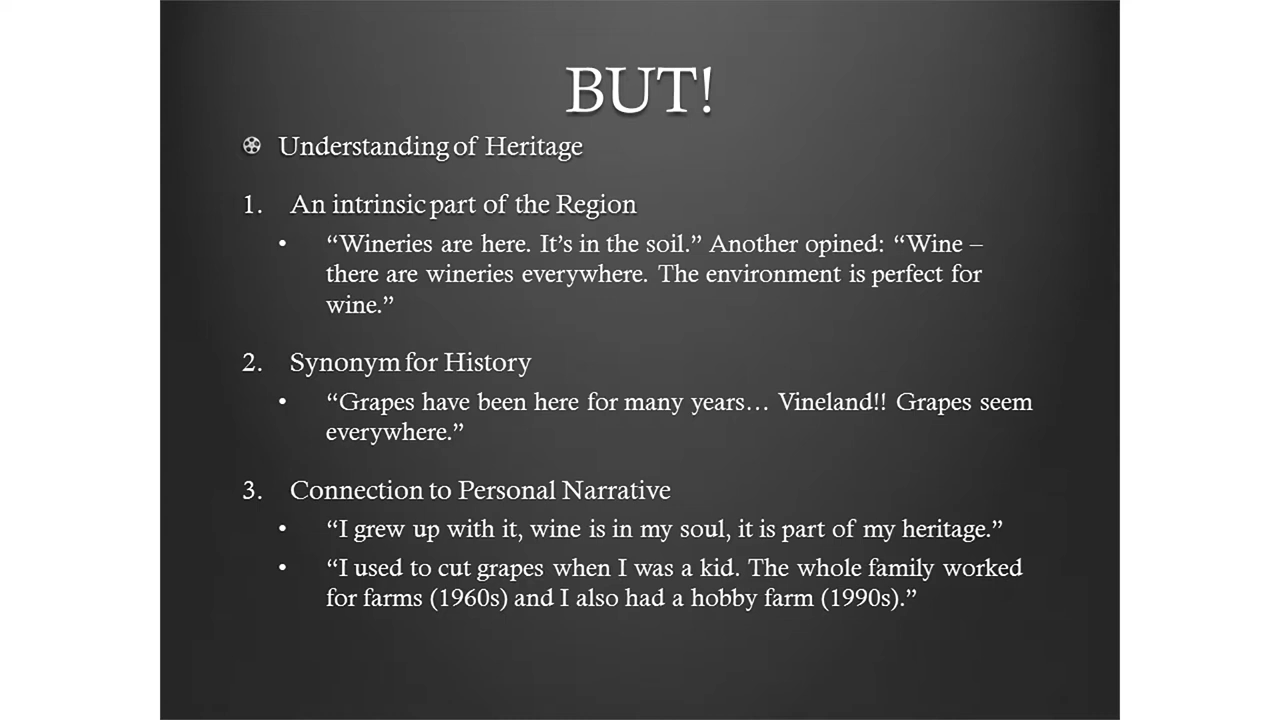 BUT!
Understanding of Heritage
1. An intrinsic part of the Region
• “Wineries are here. It’s in the soil.” Another opined: “Wine –
there are wineries everywhere. The environment is perfect for
wine.”
2. Synonym for History
• “Grapes have been here for many years… Vineland!! Grapes seem
everywhere.”
3. Connection to Personal Narrative
• “I grew up with it, wine is in my soul, it is part of my heritage.”
• “I used to cut grapes when I was a kid. The whole family worked
for farms (1960s) and I also had a hobby farm (1990s).”